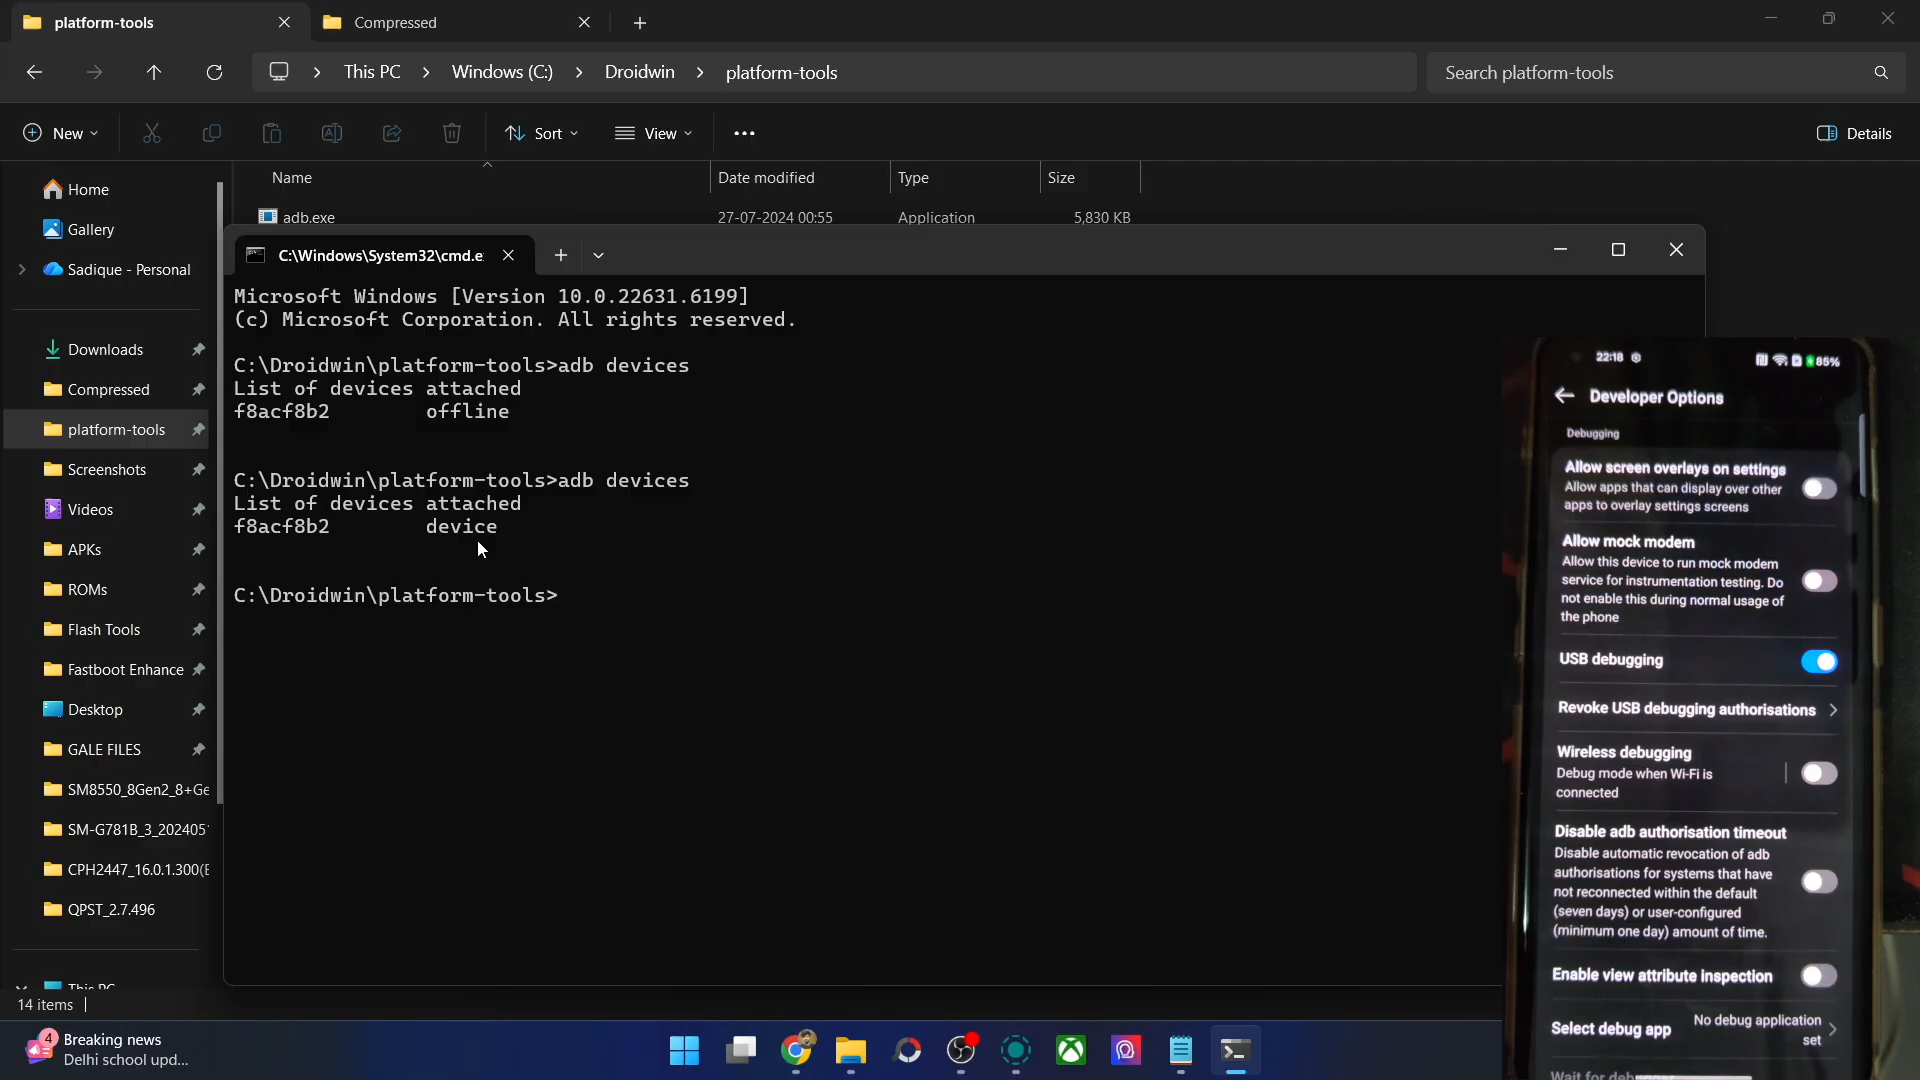 platform-tools
Compressed
This PC > Windows (C:) > Droidwin > platform-tools
Search platform-tools
New
Sort
View
Details
Name
Date modified
Type
Size
adb.exe
27-07-2024 00:55
Application
5,830 KB
Home
Gallery
Sadique - Personal
Downloads
Compressed
platform-tools
Screenshots
Videos
APKs
ROMs
Flash Tools
Fastboot Enhance
Desktop
GALE FILES
SM8550_8Gen2_8+Ge
SM-G781B_3_202405
CPH2447_16.0.1.300(E
QPST_2.7.496
This PC
14 items
C:\Windows\System32\cmd.e
Microsoft Windows [Version 10.0.22631.6199]
(c) Microsoft Corporation. All rights reserved.
C:\Droidwin\platform-tools>adb devices
List of devices attached
f8acf8b2 offline
C:\Droidwin\platform-tools>adb devices
List of devices attached
f8acf8b2 device
C:\Droidwin\platform-tools>
22:18
85%
Developer Options
Debugging
Allow screen overlays on settings
Allow apps that can display over other
apps to overlay settings screens
Allow mock modem
Allow this device to run mock modem
service for instrumentation testing. Do
not enable this during normal usage of
the phone
USB debugging
Revoke USB debugging authorisations
Wireless debugging
Debug mode when Wi-Fi is
connected
Disable adb authorisation timeout
Disable automatic revocation of adb
authorisations for systems that have
not reconnected within the default
(seven days) or user-configured
(minimum one day) amount of time.
Enable view attribute inspection
Select debug app
No debug application
set
Wait for
4
Breaking news
Delhi school upd...